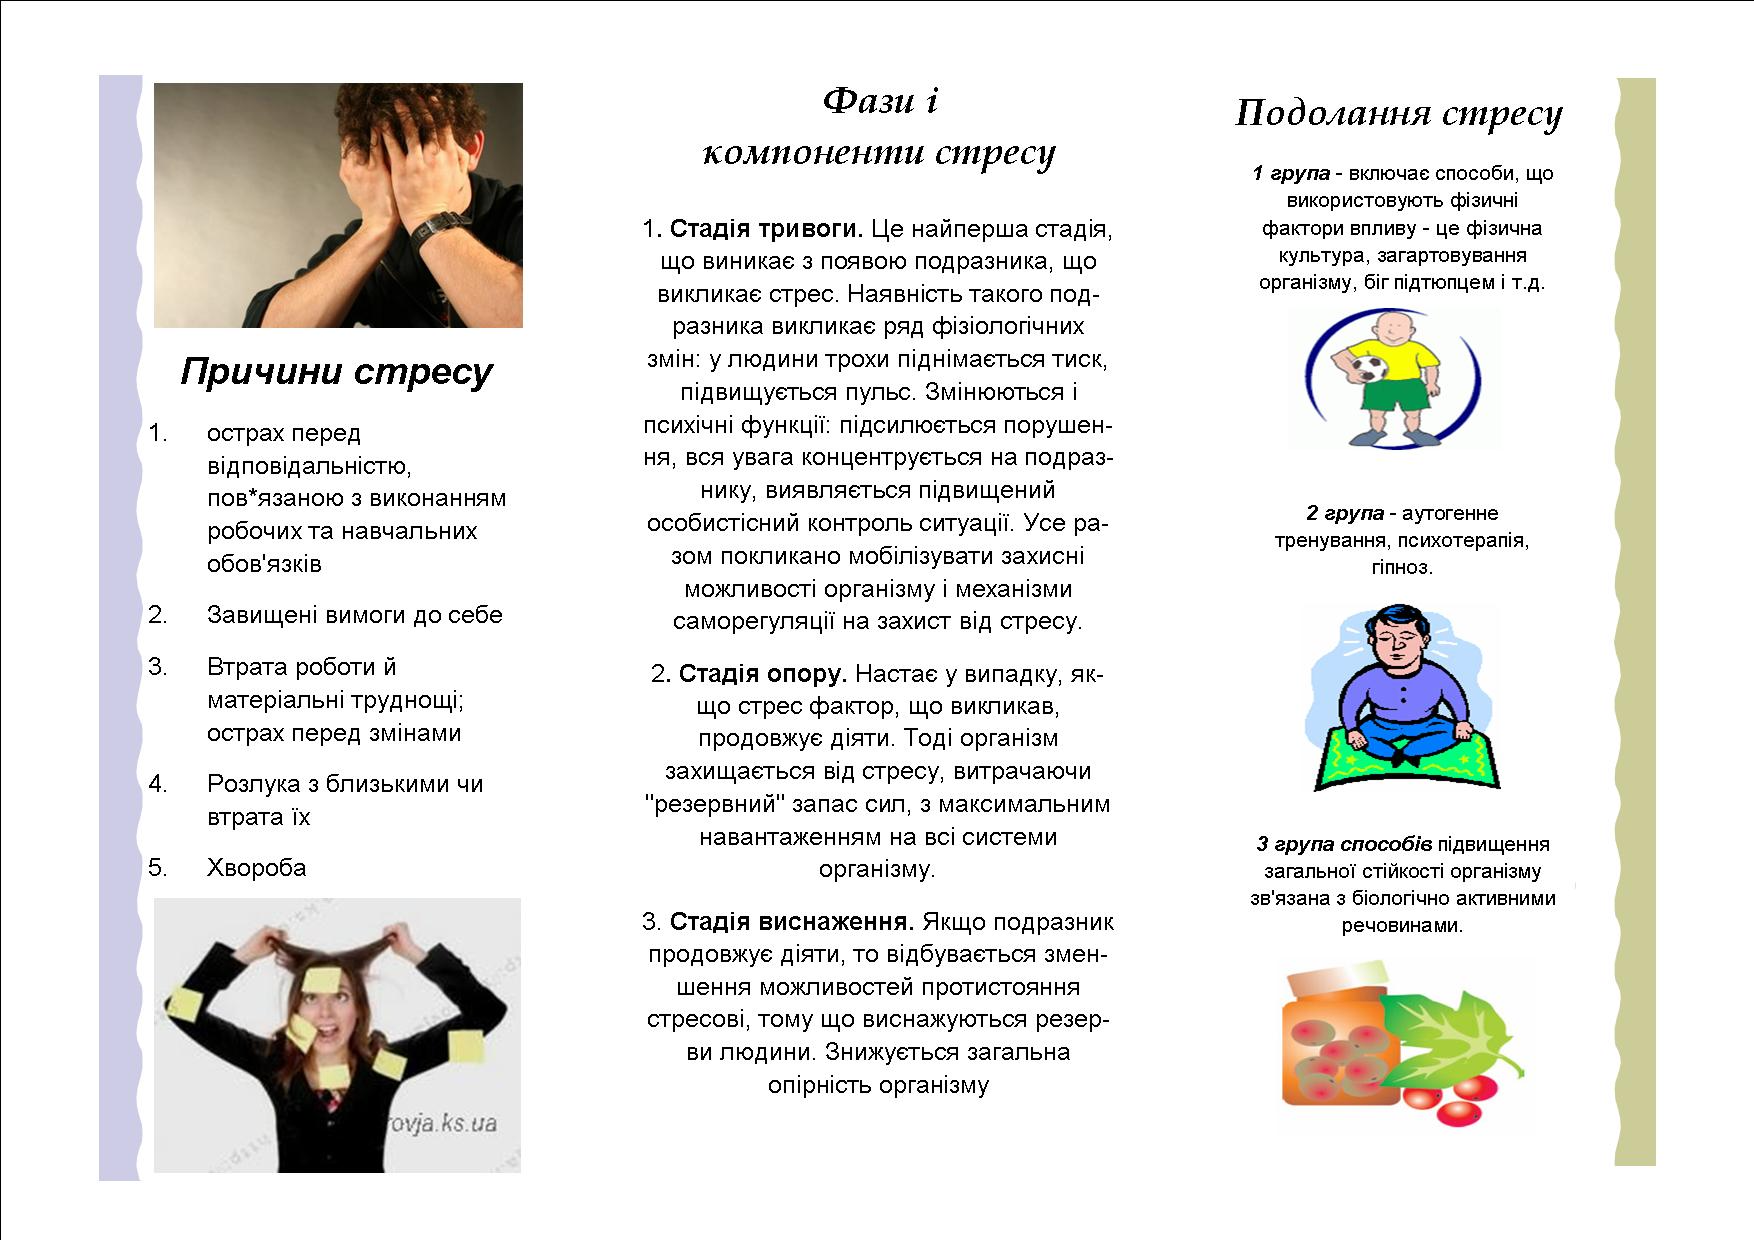 Причини стресу
1. острах перед
відповідальністю,
пов*язаною з виконанням
робочих та навчальних
обов'язків
2. Завищені вимоги до себе
3. Втрата роботи й
матеріальні труднощі;
острах перед змінами
4. Розлука з близькими чи
втрата їх
5. Хвороба
rovja.ks.ua
Фази і
компоненти стресу
1. Стадія тривоги. Це найперша стадія,
що виникає з появою подразника, що
викликає стрес. Наявність такого под-
разника викликає ряд фізіологічних
змін: у людини трохи піднімається тиск,
підвищується пульс. Змінюються і
психічні функції: підсилюється порушен-
ня, вся увага концентрується на подраз-
нику, виявляється підвищений
особистісний контроль ситуації. Усе ра-
зом покликано мобілізувати захисні
можливості організму і механізми
саморегуляції на захист від стресу.
2. Стадія опору. Настає у випадку, як-
що стрес фактор, що викликав,
продовжує діяти. Тоді організм
захищається від стресу, витрачаючи
"резервний" запас сил, з максимальним
навантаженням на всі системи
організму.
3. Стадія виснаження. Якщо подразник
продовжує діяти, то відбувається змен-
шення можливостей протистояння
стресові, тому що виснажуються резер-
ви людини. Знижується загальна
опірність організму
Подолання стресу
1 група - включає способи, що
використовують фізичні
фактори впливу - це фізична
культура, загартовування
організму, біг підтюпцем і т.д.
2 група - аутогенне
тренування, психотерапія,
гіпноз.
3 група способів підвищення
загальної стійкості організму
зв'язана з біологічно активними
речовинами.